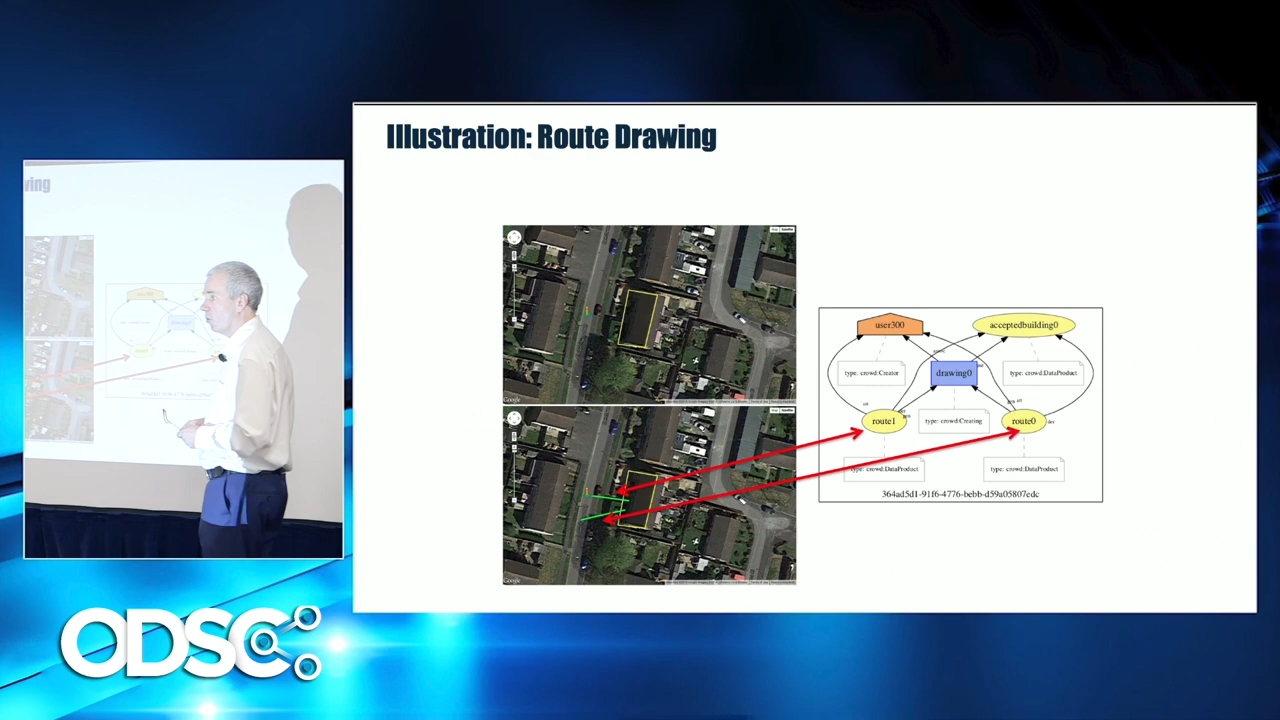 Illustration: Route Drawing
wing
Google
Google
user300
acceptedbuilding0
type: crowd:Creator
drawing0
type: crowd:DataProduct
route1
type: crowd:Creating
route0
type: crowd:DataProduct
type: crowd:DataProduct
364ad5d1-91f6-4776-bebb-d59a05807edc
ODSC